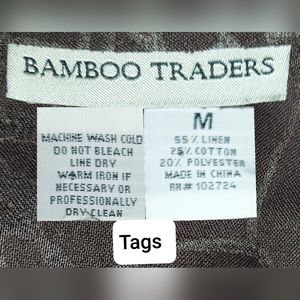 BAMBOO TRADERS
MACHINE WASH COLD
DO NOT BLEACH
LINE DRY
WARM IRON IF
NECESSARY OR
PROFESSIONALLY
DRY CLEAN
M
55% LINEN
25% COTTON
20% POLYESTER
MADE IN CHINA
RN# 102724
Tags